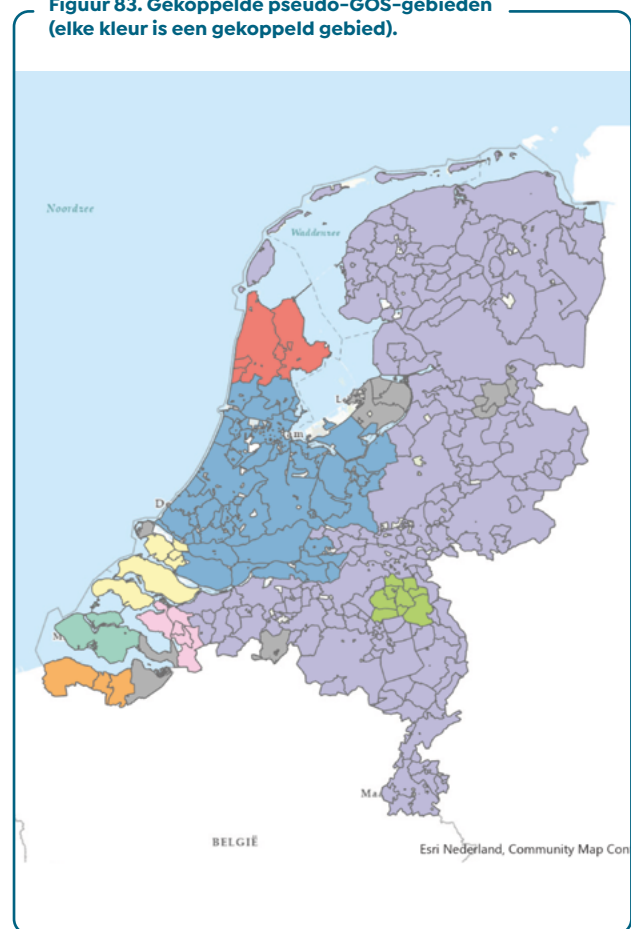 Figuur 83. Gekoppelde pseudo-GOS-gebieden
(elke kleur is een gekoppeld gebied).
Noordzee
Waddenzee
BELGIË
Esri Nederland, Community Map Con